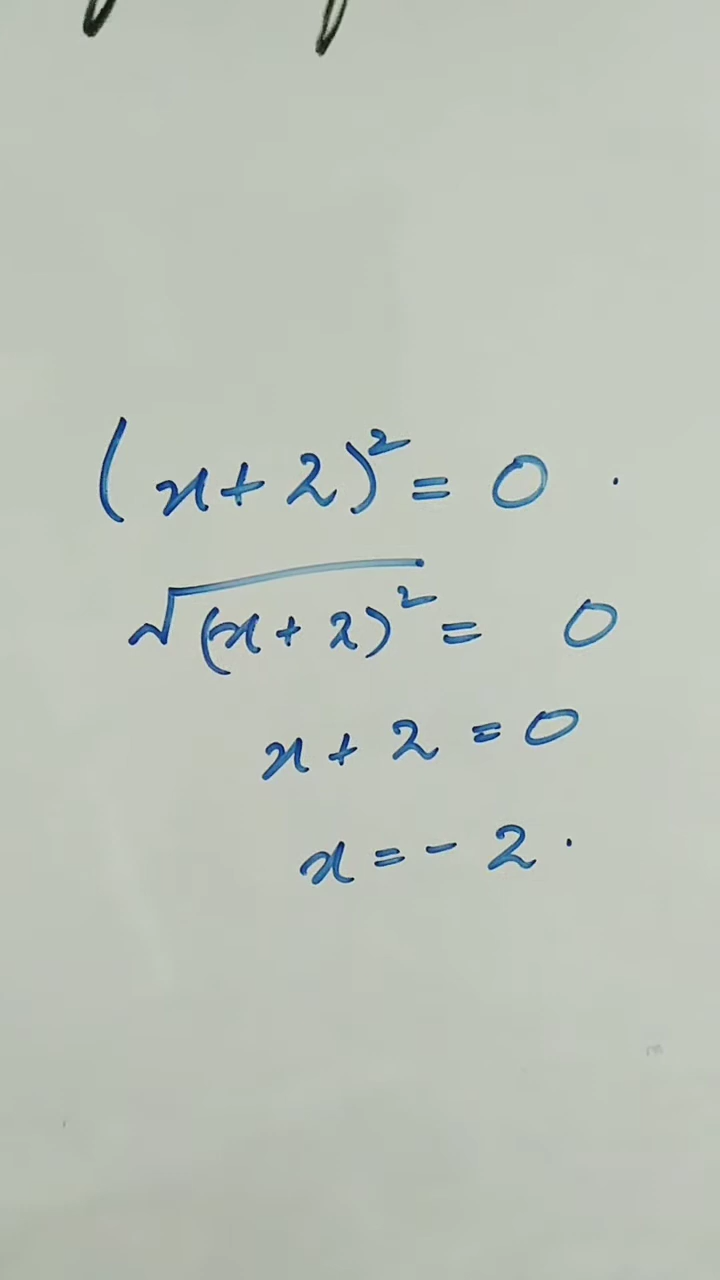 (x+2)²=0.
√(x+2)²= 0
x+2=0
x=-2.